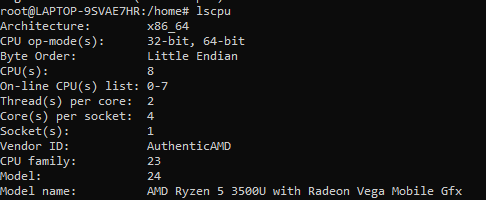 root@LAPTOP-9SVAE7HR:/home# lscpu
Architecture: x86_64
CPU op-mode(s): 32-bit, 64-bit
Byte Order: Little Endian
CPU(s): 8
On-line CPU(s) list: 0-7
Thread(s) per core: 2
Core(s) per socket: 4
Socket(s): 1
Vendor ID: AuthenticAMD
CPU family: 23
Model: 24
Model name: AMD Ryzen 5 3500U with Radeon Vega Mobile Gfx